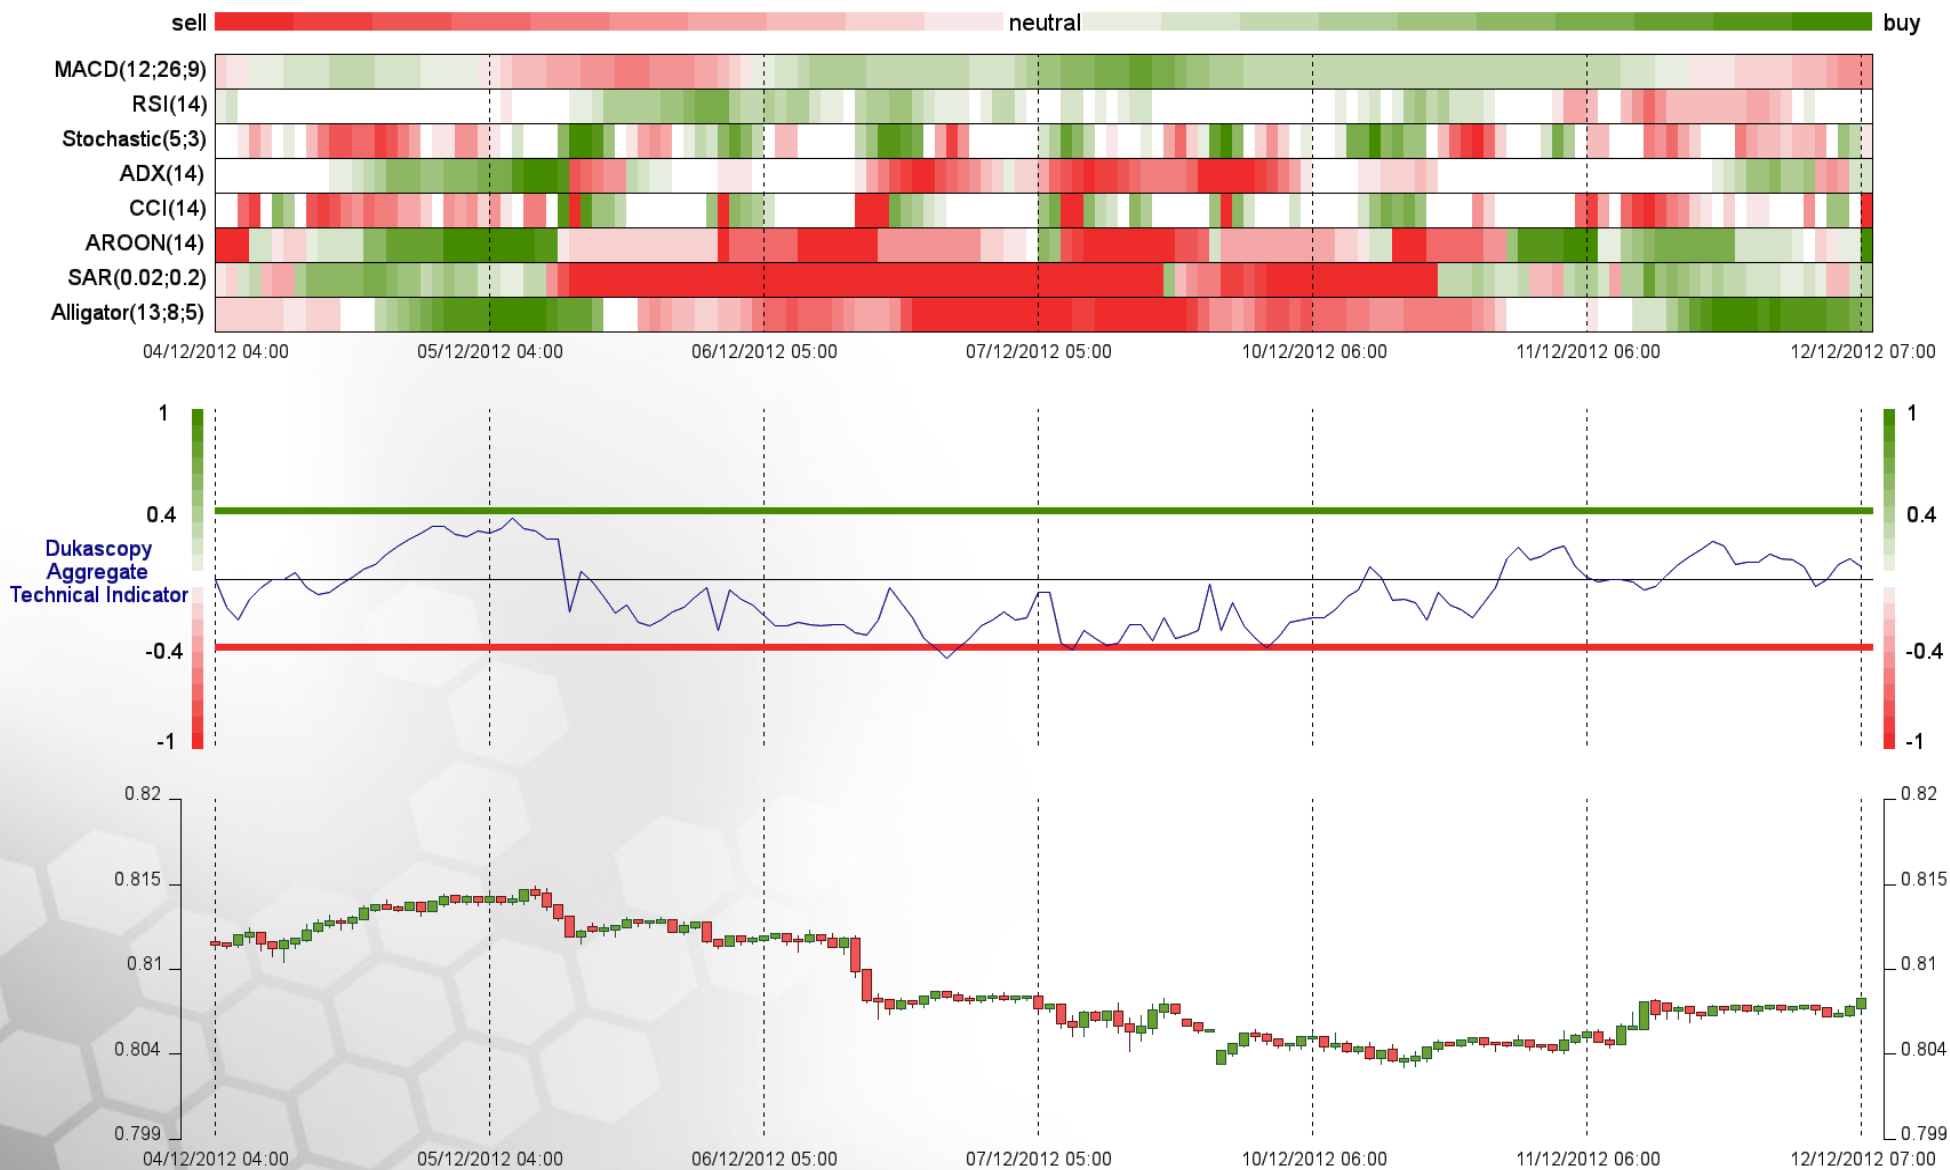 sell neutral buy
MACD(12;26;9)
RSI(14)
Stochastic(5;3)
ADX(14)
CCI(14)
AROON(14)
SAR(0.02;0.2)
Alligator(13;8;5)
04/12/2012 04:00 05/12/2012 04:00 06/12/2012 05:00 07/12/2012 05:00 10/12/2012 06:00 11/12/2012 06:00 12/12/2012 07:00
1 1
0.4 0.4
Dukascopy
Aggregate
Technical Indicator
-0.4 -0.4
-1 -1
0.82 0.82
0.815 0.815
0.81 0.81
0.804 0.804
0.799 0.799
04/12/2012 04:00 05/12/2012 04:00 06/12/2012 05:00 07/12/2012 05:00 10/12/2012 06:00 11/12/2012 06:00 12/12/2012 07:00